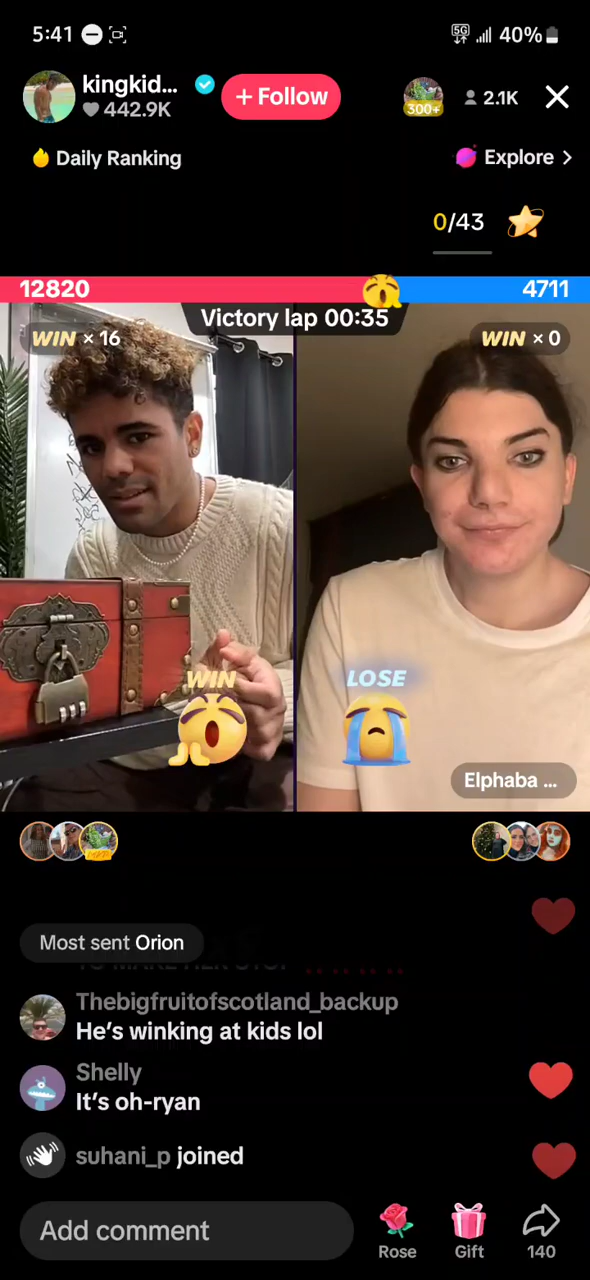 5:41
5G
40%
kingkid...
442.9K
+ Follow
300+
2.1K
Daily Ranking
Explore >
0/43
12820
4711
Victory lap 00:35
WIN × 16
WIN × 0
WIN
LOSE
Elphaba ...
Most sent Orion
Thebigfruitofscotland_backup
He's winking at kids lol
Shelly
It's oh-ryan
suhani_p joined
Add comment
Rose
Gift
140